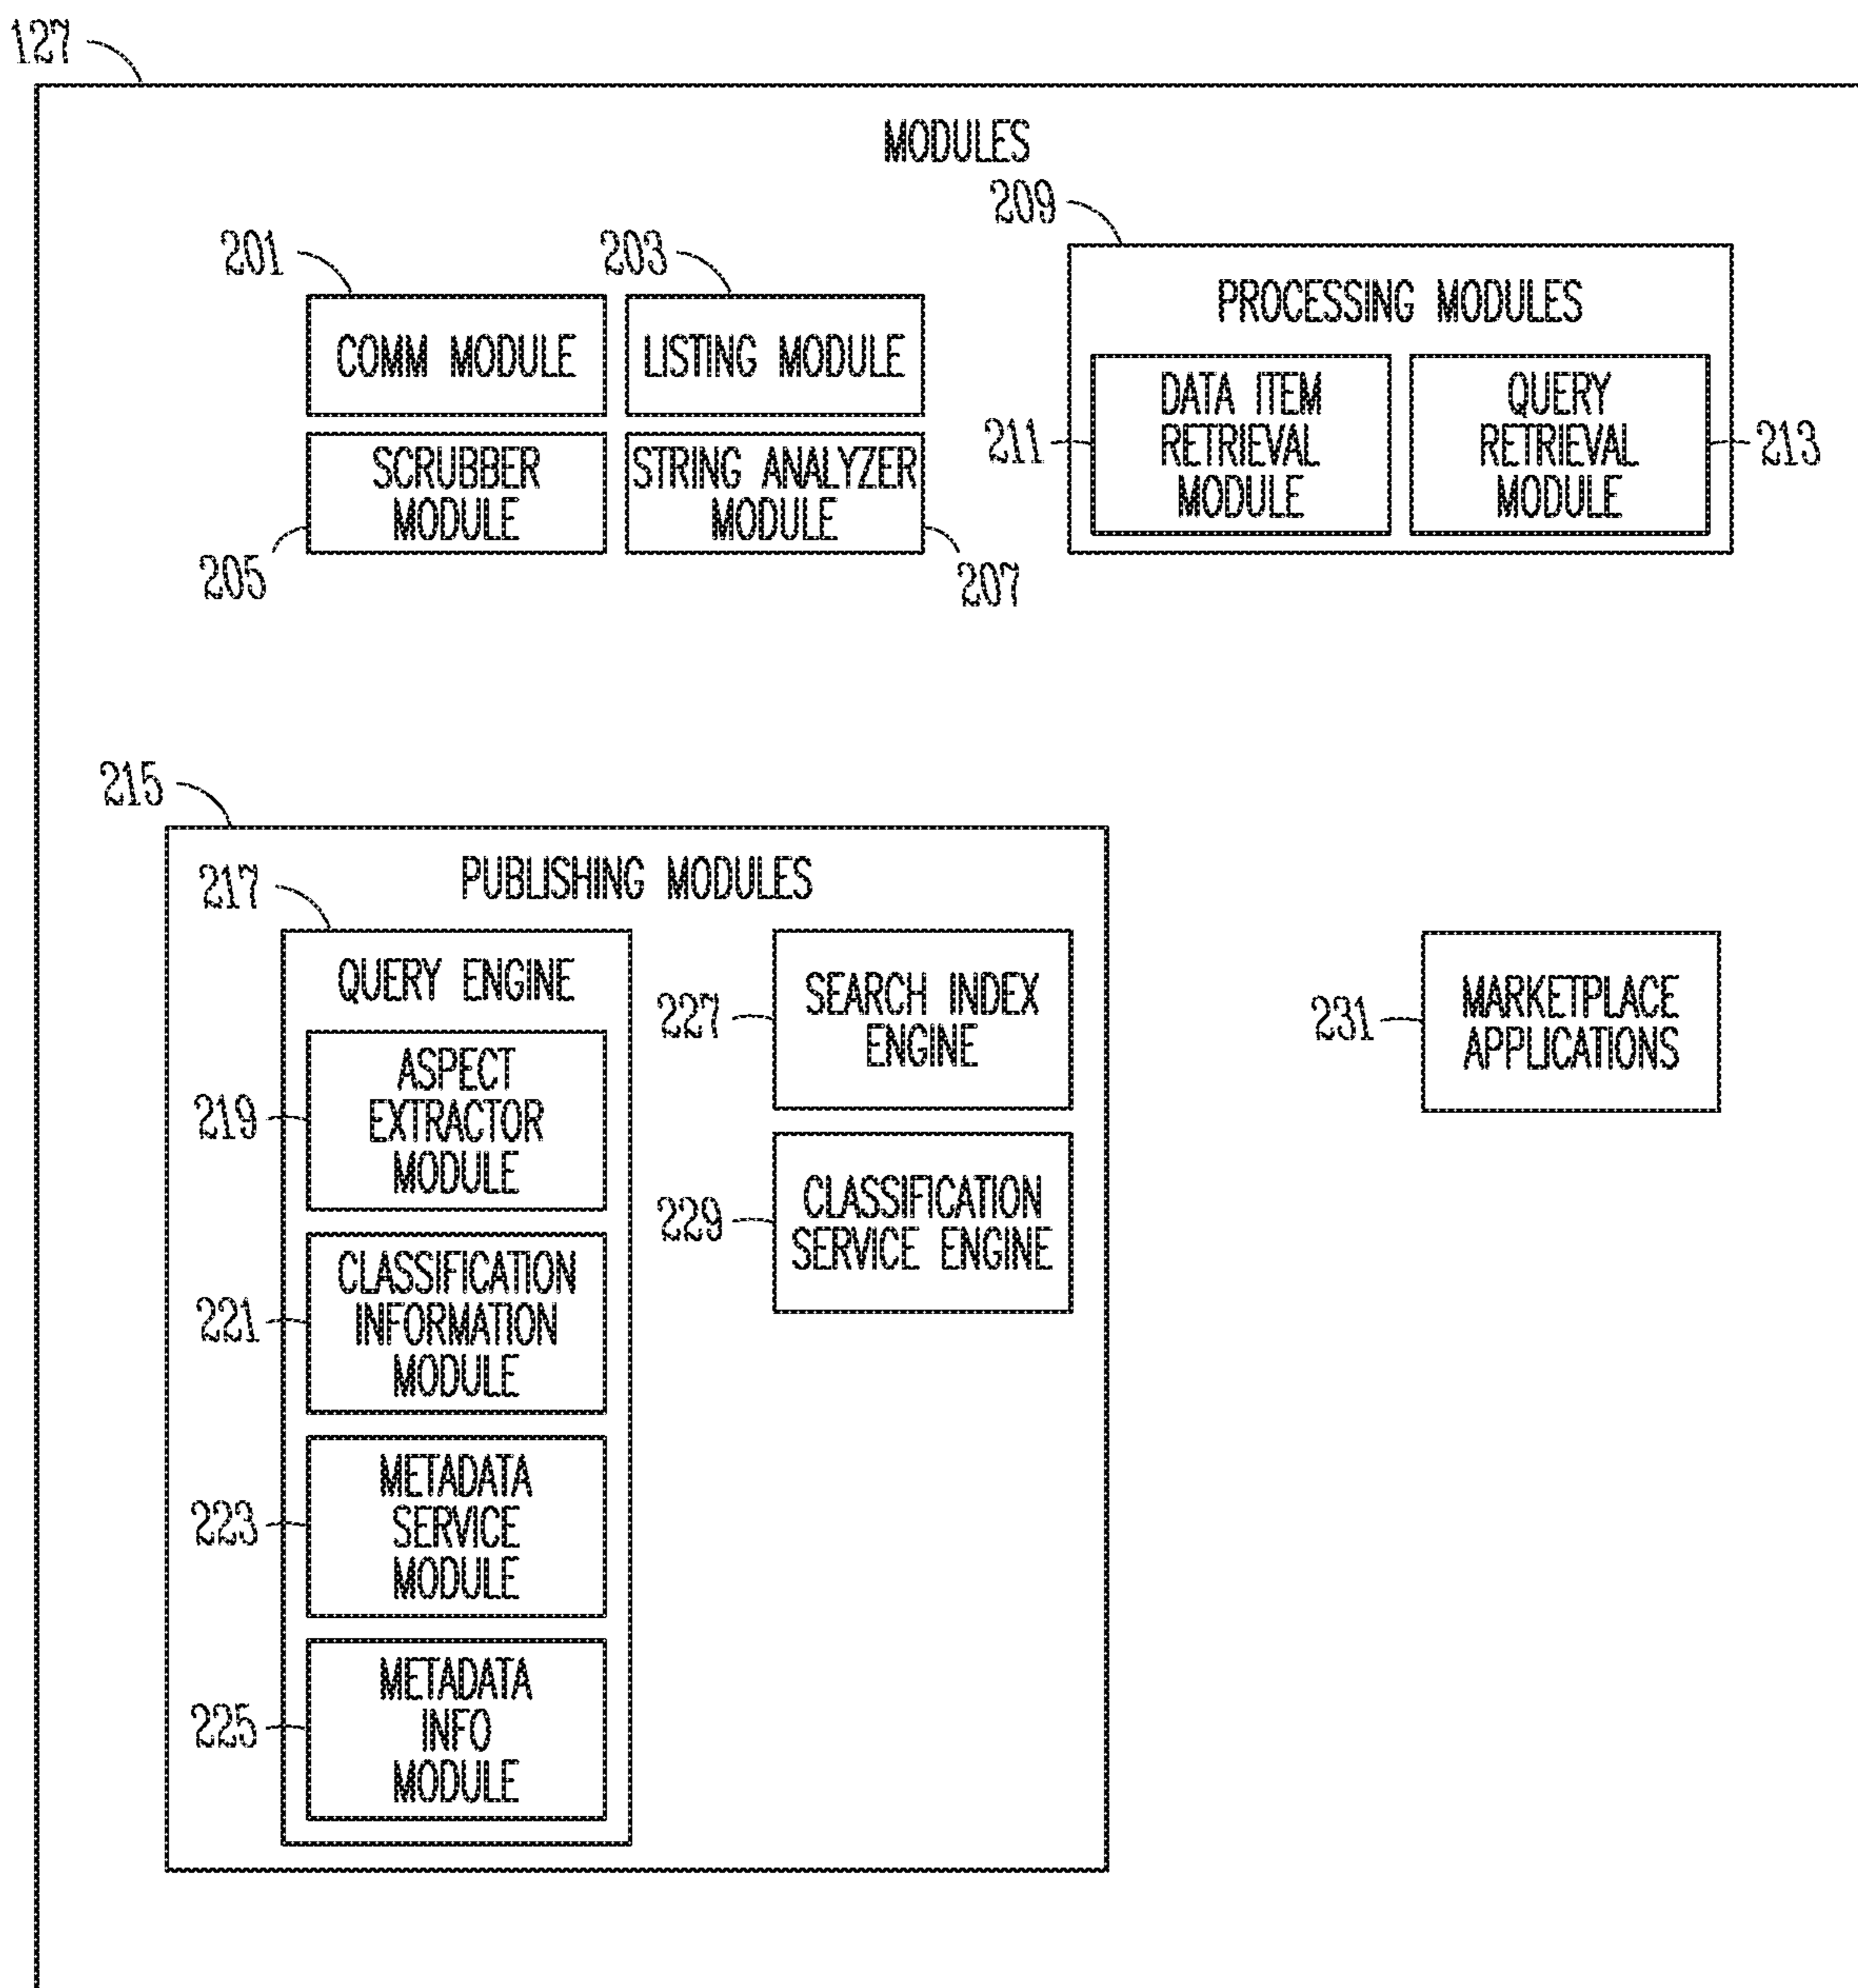 127
MODULES
201
203
209
COMM MODULE
LISTING MODULE
SCRUBBER
MODULE
STRING ANALYZER
MODULE
205
207
PROCESSING MODULES
DATA ITEM
RETRIEVAL
MODULE
QUERY
RETRIEVAL
MODULE
211
213
215
PUBLISHING MODULES
217
QUERY ENGINE
219
ASPECT
EXTRACTOR
MODULE
221
CLASSIFICATION
INFORMATION
MODULE
223
METADATA
SERVICE
MODULE
225
METADATA
INFO
MODULE
227
SEARCH INDEX
ENGINE
229
CLASSIFICATION
SERVICE ENGINE
231
MARKETPLACE
APPLICATIONS